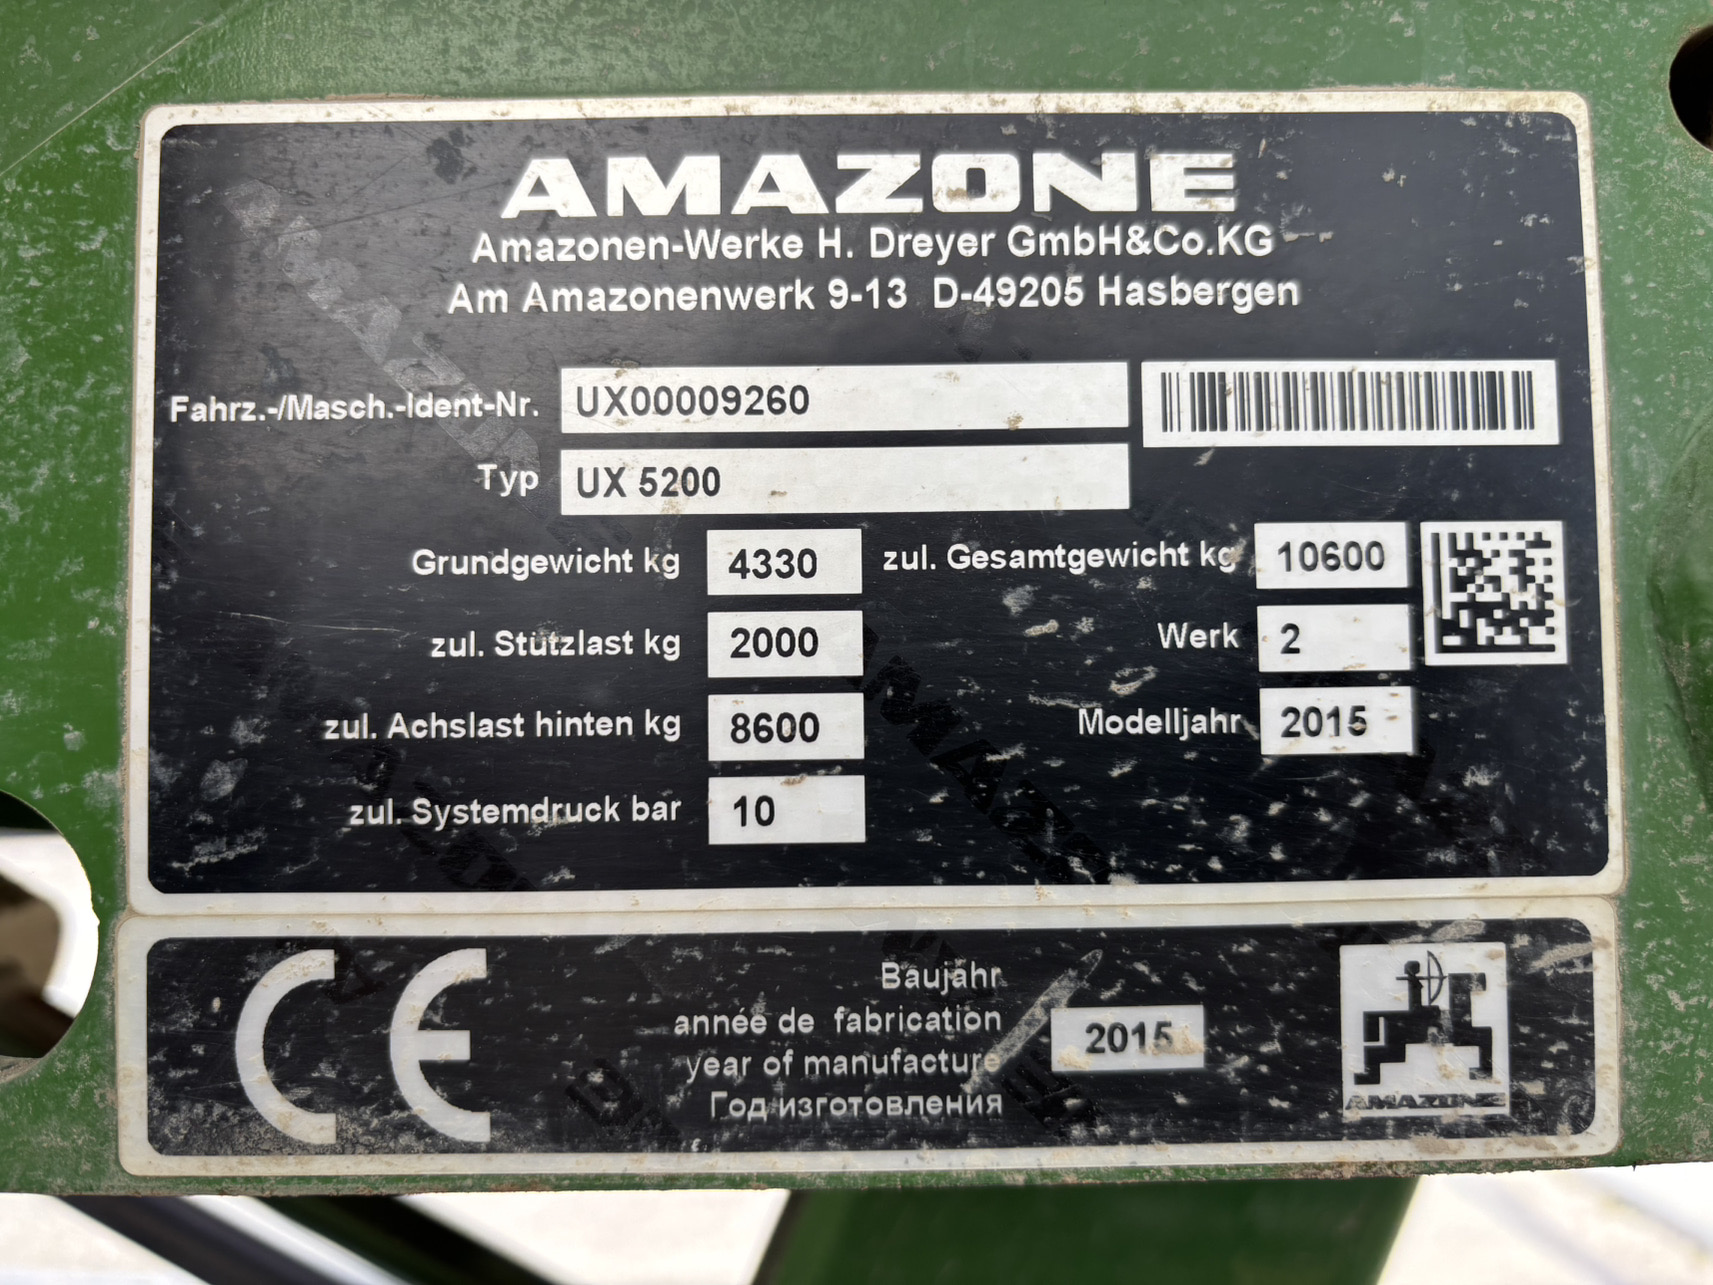 AMAZONE
Amazonen-Werke H. Dreyer GmbH&Co.KG
Am Amazonenwerk 9-13 D-49205 Hasbergen
Fahrz.-/Masch.-Ident-Nr. UX00009260
Typ UX 5200
Grundgewicht kg 4330 zul. Gesamtgewicht kg 10600
zul. Stützlast kg 2000 Werk 2
zul. Achslast hinten kg 8600 Modelljahr 2015
zul. Systemdruck bar 10
CE
Baujahr
année de fabrication
year of manufacture 2015
Год изготовления
AMAZONE